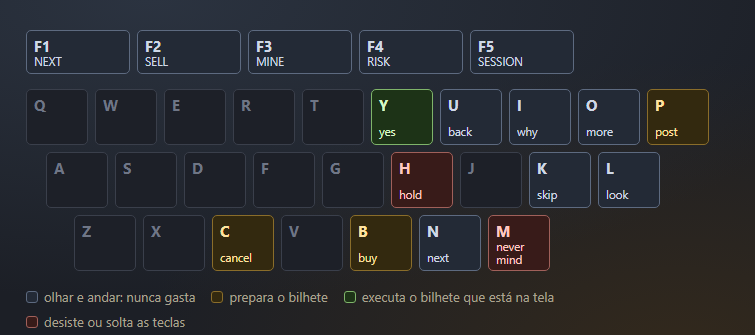 F1 F2 F3 F4 F5
NEXT SELL MINE RISK SESSION
Q W E R T Y U I O P
yes back why more post
A S D F G H J K L
hold skip look
Z X C V B N M
cancel buy next never mind
olhar e andar: nunca gasta prepara o bilhete executa o bilhete que está na tela
desiste ou solta as teclas